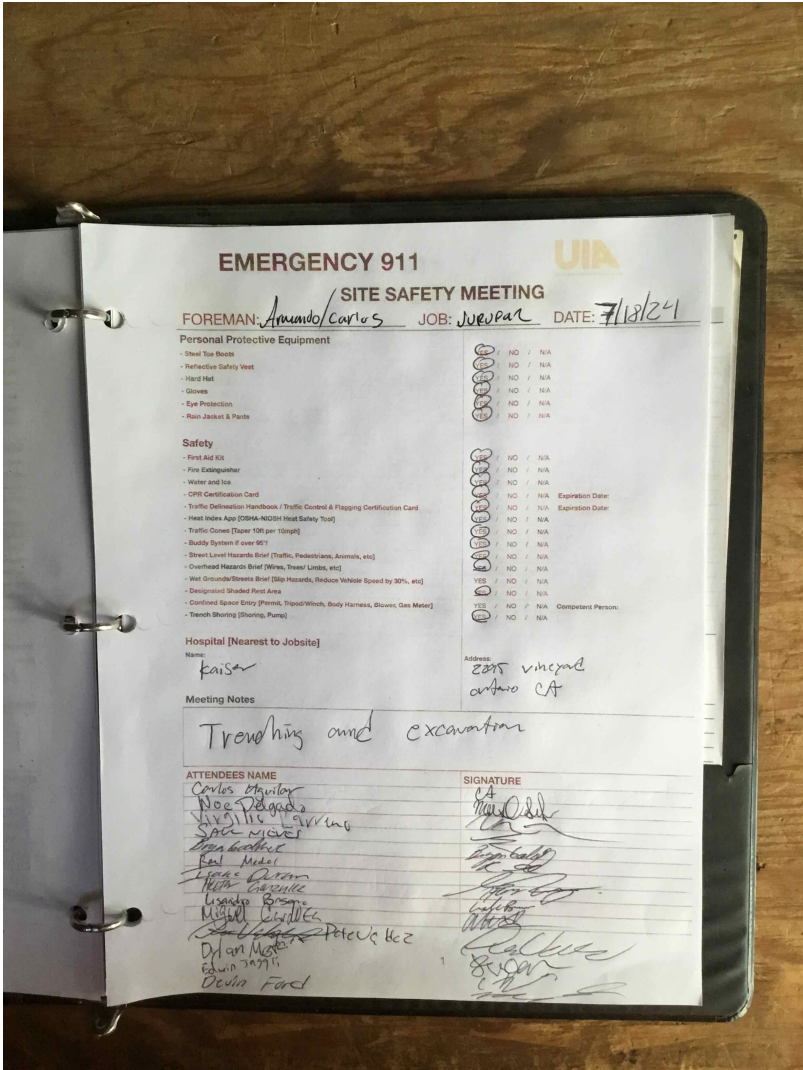 EMERGENCY 911
UIA
SITE SAFETY MEETING
FOREMAN: Armando/Carlos JOB: JURUPAR DATE: 7/18/24
Personal Protective Equipment
- Steel Toe Boots YES / NO / N/A
- Reflective Safety Vest YES / NO / N/A
- Hard Hat YES / NO / N/A
- Gloves YES / NO / N/A
- Eye Protection YES / NO / N/A
- Rain Jacket & Pants YES / NO / N/A
Safety
- First Aid Kit YES / NO / N/A
- Fire Extinguisher YES / NO / N/A
- Water and Ice YES / NO / N/A
- CPR Certification Card YES / NO / N/A Expiration Date:
- Traffic Delineation Handbook / Traffic Control & Flagging Certification Card YES / NO / N/A Expiration Date:
- Heat Index App [OSHA-NIOSH Heat Safety Tool] YES / NO / N/A
- Traffic Cones [Taper 10ft per 10mph] YES / NO / N/A
- Buddy System if over 95°! YES / NO / N/A
- Street Level Hazards Brief [Traffic, Pedestrians, Animals, etc] YES / NO / N/A
- Overhead Hazards Brief [Wires, Trees/ Limbs, etc] YES / NO / N/A
- Wet Grounds/Streets Brief [Slip Hazards, Reduce Vehicle Speed by 30%, etc] YES / NO / N/A
- Designated Shaded Rest Area YES / NO / N/A
- Confined Space Entry [Permit, Tripod/Winch, Body Harness, Blower, Gas Meter] YES / NO / N/A Competent Person:
- Trench Shoring [Shoring, Pump] YES / NO / N/A
Hospital [Nearest to Jobsite]
Name: Address:
Kaiser 2295 vineyard
ontario CA
Meeting Notes
Trenching and excavation
ATTENDEES NAME SIGNATURE
Carlos Aguilar CA
Noe Delgado
Virgilio
SAUL NIEVES
Raul Medel
Duran
Hector
Lisandro
Miguel
Pete
Dylan
Edwin
Devin Ford
1